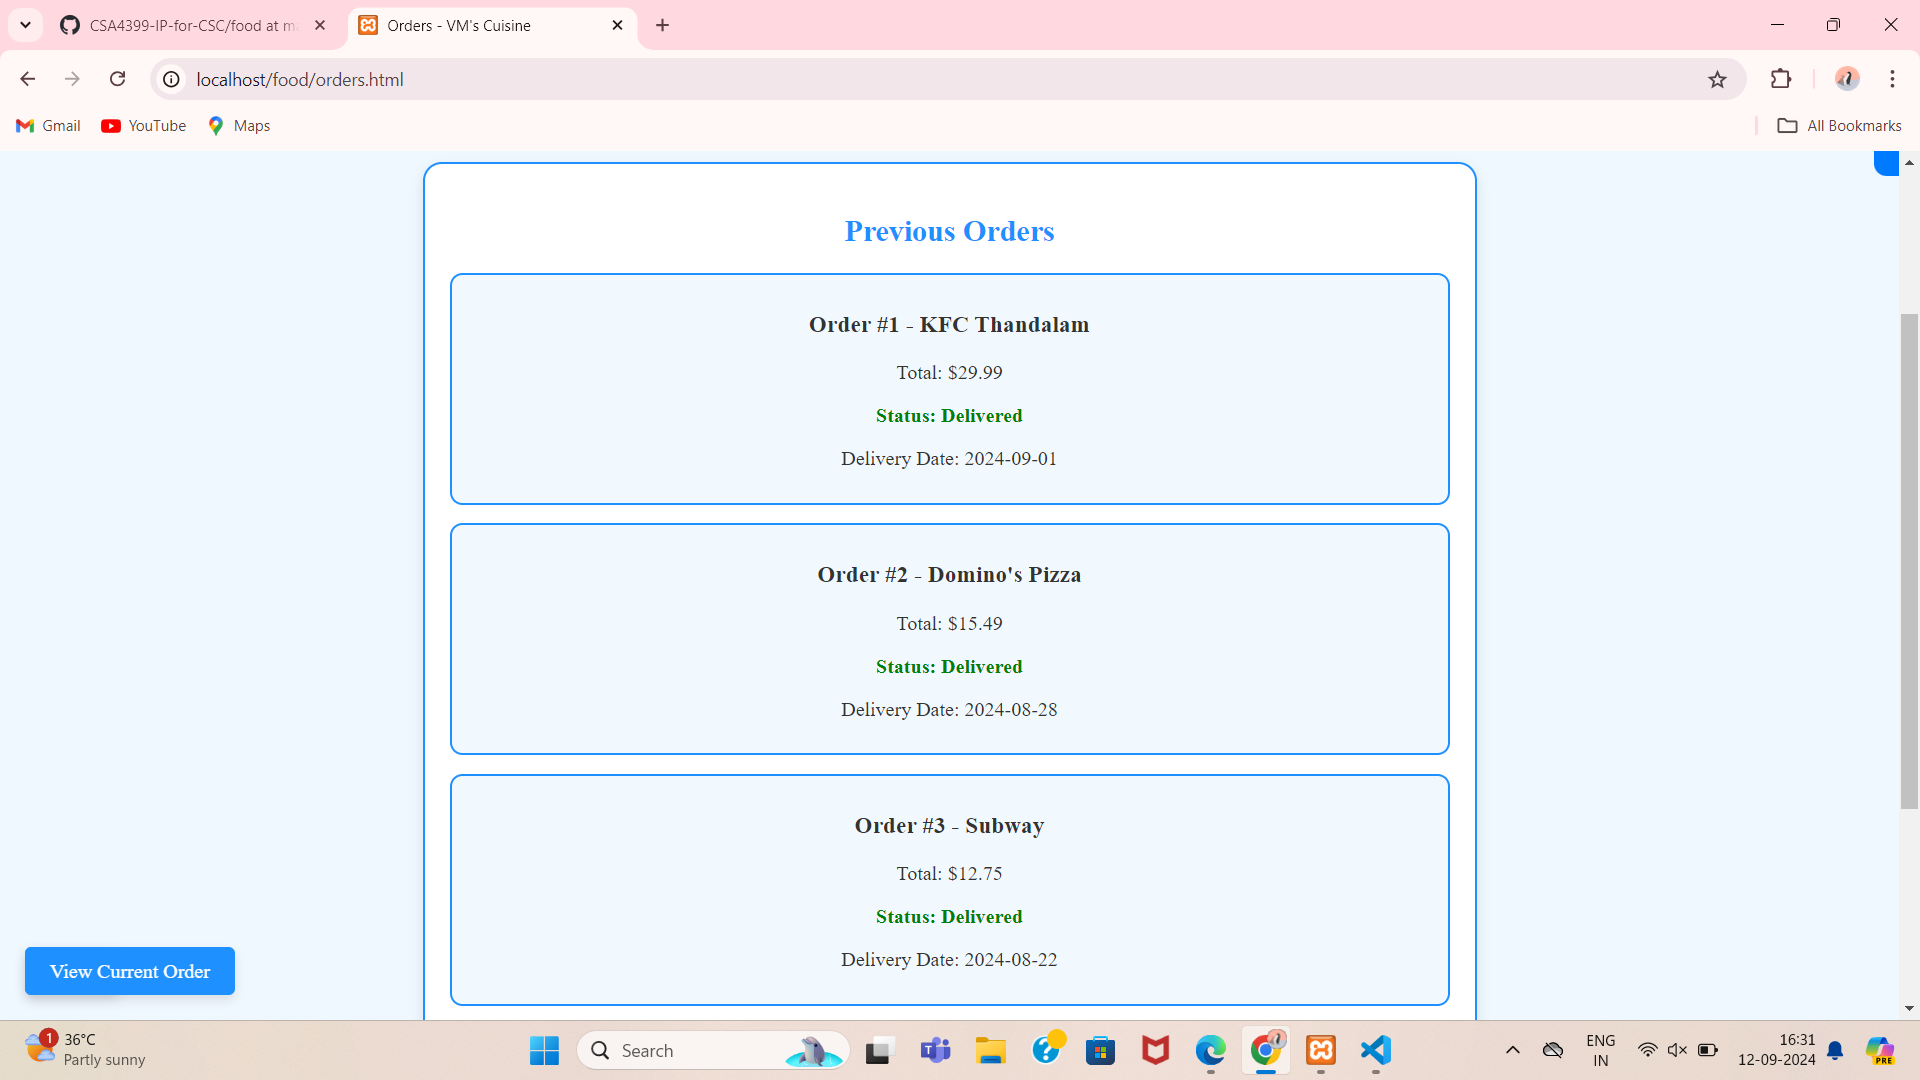 CSA4399-IP-for-CSC/food at ma
Orders - VM's Cuisine
localhost/food/orders.html
Gmail
YouTube
Maps
All Bookmarks
Previous Orders
Order #1 - KFC Thandalam
Total: $29.99
Status: Delivered
Delivery Date: 2024-09-01
Order #2 - Domino's Pizza
Total: $15.49
Status: Delivered
Delivery Date: 2024-08-28
Order #3 - Subway
Total: $12.75
Status: Delivered
Delivery Date: 2024-08-22
View Current Order
1
36°C
Partly sunny
Search
ENG
IN
16:31
12-09-2024
PRE